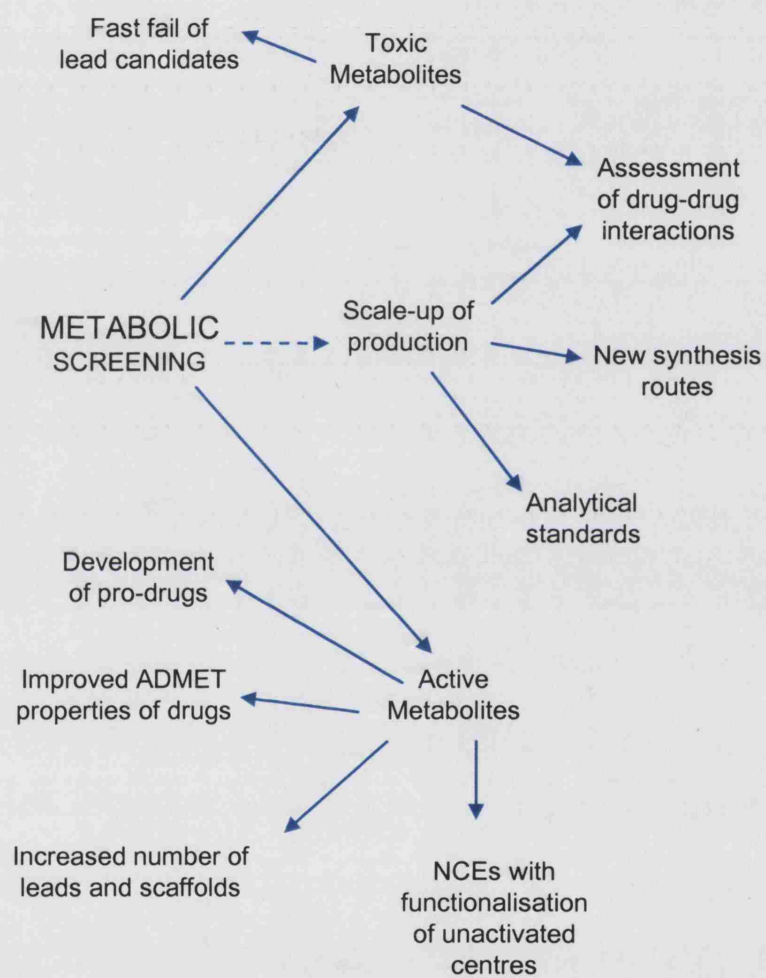 Fast fail of
lead candidates
Toxic
Metabolites
Assessment
of drug-drug
interactions
METABOLIC
SCREENING
Scale-up of
production
New synthesis
routes
Analytical
standards
Development
of pro-drugs
Improved ADMET
properties of drugs
Active
Metabolites
Increased number of
leads and scaffolds
NCEs with
functionalisation
of unactivated
centres